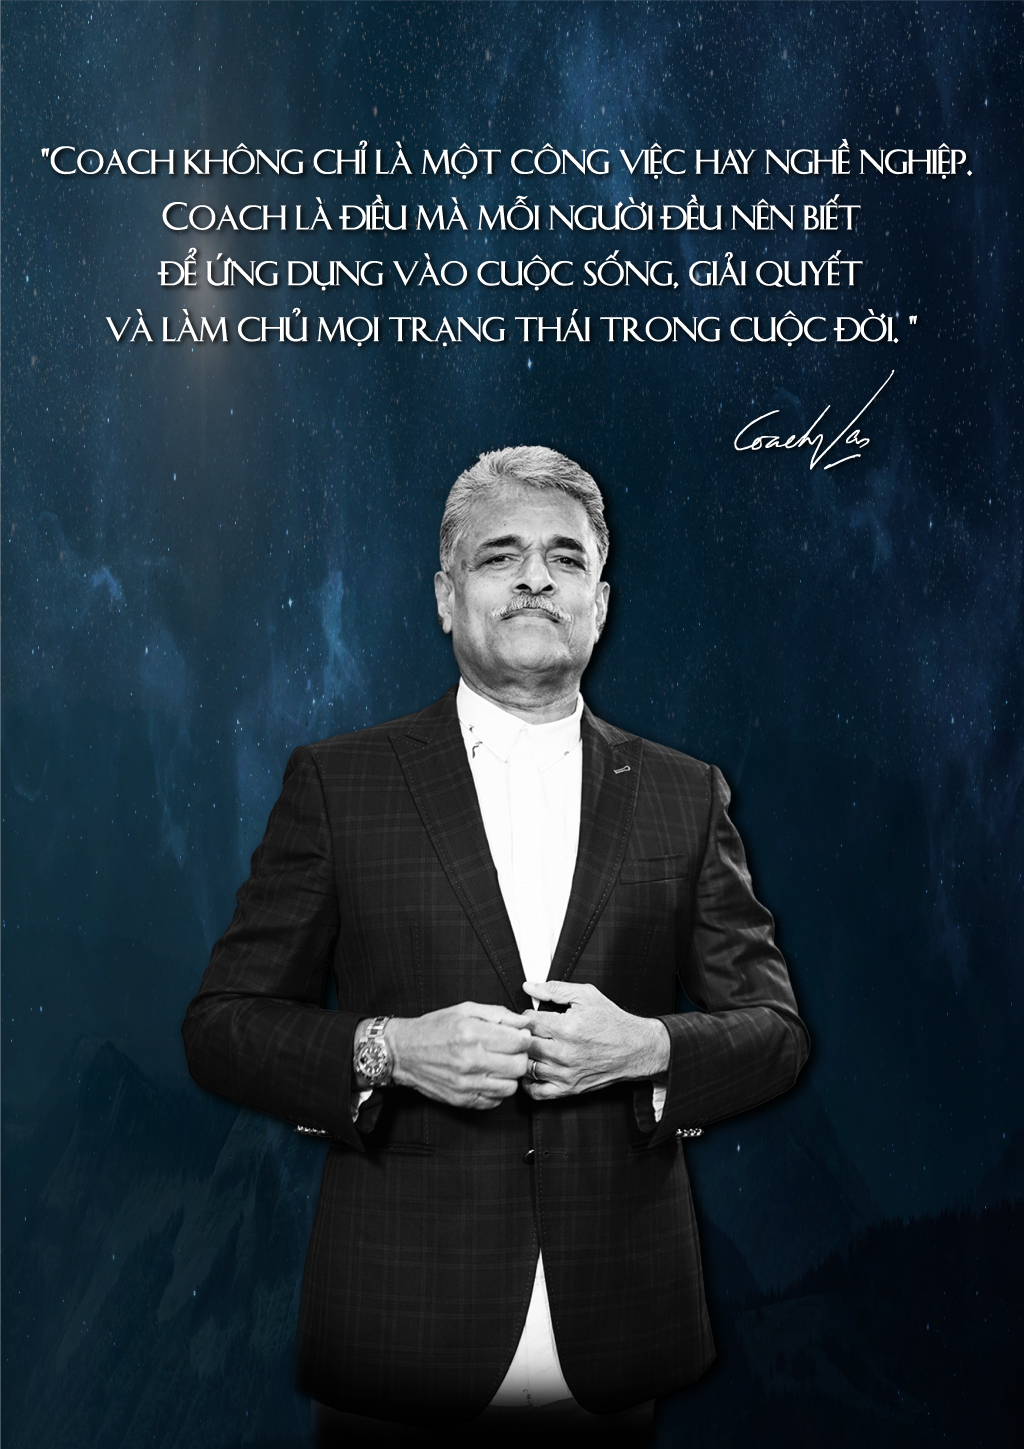 "COACH KHÔNG CHỈ LÀ MỘT CÔNG VIỆC HAY NGHỀ NGHIỆP.
COACH LÀ ĐIỀU MÀ MỖI NGƯỜI ĐỀU NÊN BIẾT
ĐỂ ỨNG DỤNG VÀO CUỘC SỐNG, GIẢI QUYẾT
VÀ LÀM CHỦ MỌI TRẠNG THÁI TRONG CUỘC ĐỜI."
Coach